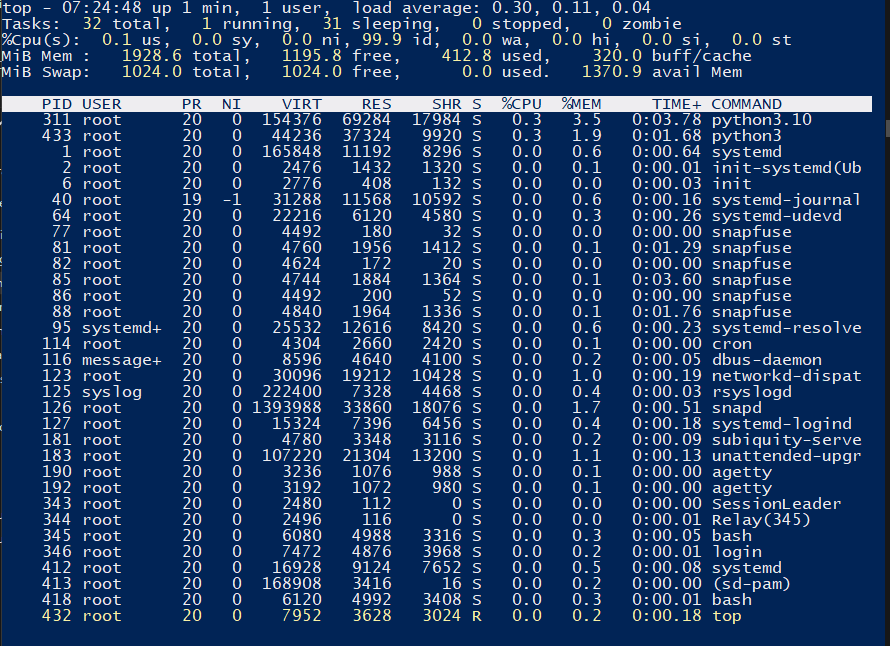 top - 07:24:48 up 1 min,  1 user,  load average: 0.30, 0.11, 0.04
Tasks:  32 total,   1 running,  31 sleeping,   0 stopped,   0 zombie
%Cpu(s):  0.1 us,  0.0 sy,  0.0 ni, 99.9 id,  0.0 wa,  0.0 hi,  0.0 si,  0.0 st
MiB Mem :   1928.6 total,   1195.8 free,    412.8 used,    320.0 buff/cache
MiB Swap:   1024.0 total,   1024.0 free,      0.0 used.   1370.9 avail Mem
PID USER      PR  NI    VIRT    RES    SHR S  %CPU  %MEM     TIME+ COMMAND
311 root      20   0  154376  69284  17984 S   0.3   3.5   0:03.78 python3.10
433 root      20   0   44236  37324   9920 S   0.3   1.9   0:01.68 python3
1 root      20   0  165848  11192   8296 S   0.0   0.6   0:00.64 systemd
2 root      20   0    2476   1432   1320 S   0.0   0.1   0:00.01 init-systemd(Ub
6 root      20   0    2776    408    132 S   0.0   0.0   0:00.03 init
40 root      19  -1   31288  11568  10592 S   0.0   0.6   0:00.16 systemd-journal
64 root      20   0   22216   6120   4580 S   0.0   0.3   0:00.26 systemd-udevd
77 root      20   0    4492    180     32 S   0.0   0.0   0:00.00 snapfuse
81 root      20   0    4760   1956   1412 S   0.0   0.1   0:01.29 snapfuse
82 root      20   0    4624    172     20 S   0.0   0.0   0:00.00 snapfuse
85 root      20   0    4744   1884   1364 S   0.0   0.1   0:03.60 snapfuse
86 root      20   0    4492    200     52 S   0.0   0.0   0:00.00 snapfuse
88 root      20   0    4840   1964   1336 S   0.0   0.1   0:01.76 snapfuse
95 systemd+  20   0   25532  12616   8420 S   0.0   0.6   0:00.23 systemd-resolve
114 root      20   0    4304   2660   2420 S   0.0   0.1   0:00.00 cron
116 message+  20   0    8596   4640   4100 S   0.0   0.2   0:00.05 dbus-daemon
123 root      20   0   30096  19212  10428 S   0.0   1.0   0:00.19 networkd-dispat
125 syslog    20   0  222400   7328   4468 S   0.0   0.4   0:00.03 rsyslogd
126 root      20   0 1393988  33860  18076 S   0.0   1.7   0:00.51 snapd
127 root      20   0   15324   7396   6456 S   0.0   0.4   0:00.18 systemd-logind
181 root      20   0    4780   3348   3116 S   0.0   0.2   0:00.09 subiquity-serve
183 root      20   0  107220  21304  13200 S   0.0   1.1   0:00.13 unattended-upgr
190 root      20   0    3236   1076    988 S   0.0   0.1   0:00.00 agetty
192 root      20   0    3192   1072    980 S   0.0   0.1   0:00.00 agetty
343 root      20   0    2480    112      0 S   0.0   0.0   0:00.00 SessionLeader
344 root      20   0    2496    116      0 S   0.0   0.0   0:00.01 Relay(345)
345 root      20   0    6080   4988   3316 S   0.0   0.3   0:00.05 bash
346 root      20   0    7472   4876   3968 S   0.0   0.2   0:00.01 login
412 root      20   0   16928   9124   7652 S   0.0   0.5   0:00.08 systemd
413 root      20   0  168908   3416     16 S   0.0   0.2   0:00.00 (sd-pam)
418 root      20   0    6120   4992   3408 S   0.0   0.3   0:00.01 bash
432 root      20   0    7952   3628   3024 R   0.0   0.2   0:00.18 top